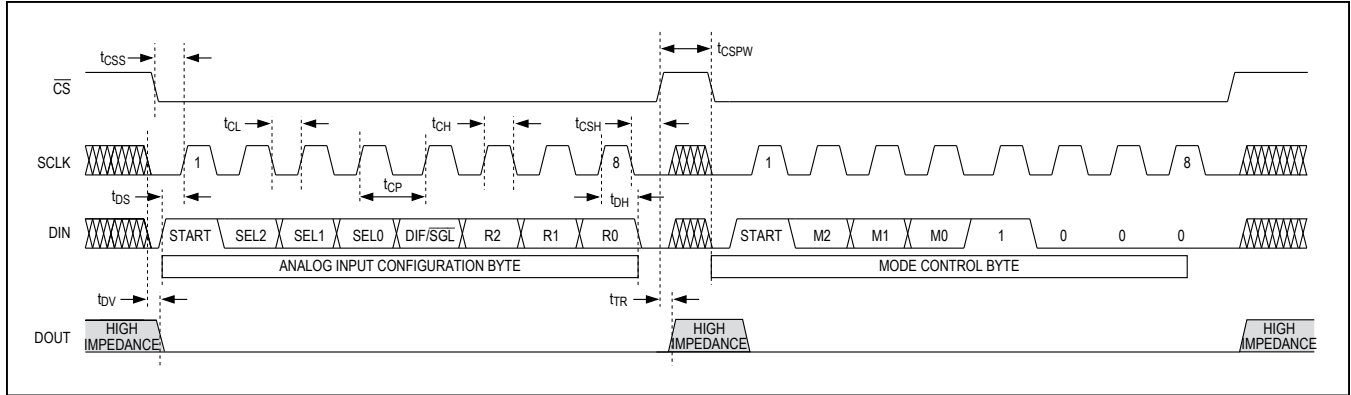 tCSS
tCSPW
CS
tCL
tCH
tCSH
SCLK
1
8
1
8
tCP
tDS
tDH
DIN
START
SEL2
SEL1
SEL0
DIF/SGL
R2
R1
R0
START
M2
M1
M0
1
0
0
0
ANALOG INPUT CONFIGURATION BYTE
MODE CONTROL BYTE
tDV
tTR
DOUT
HIGH
IMPEDANCE
HIGH
IMPEDANCE
HIGH
IMPEDANCE